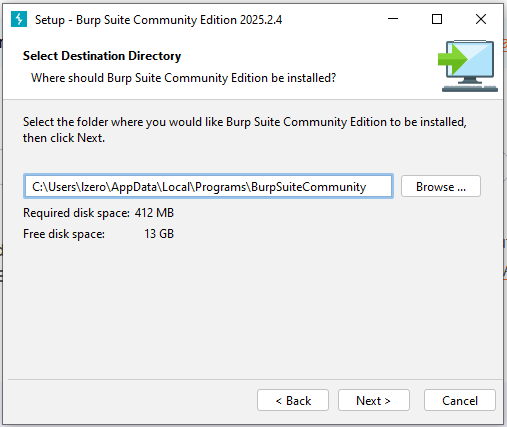 Setup - Burp Suite Community Edition 2025.2.4
Select Destination Directory
Where should Burp Suite Community Edition be installed?
Select the folder where you would like Burp Suite Community Edition to be installed,
then click Next.
C:\Users\lzero\AppData\Local\Programs\BurpSuiteCommunity
Browse ...
Required disk space: 412 MB
Free disk space: 13 GB
< Back
Next >
Cancel